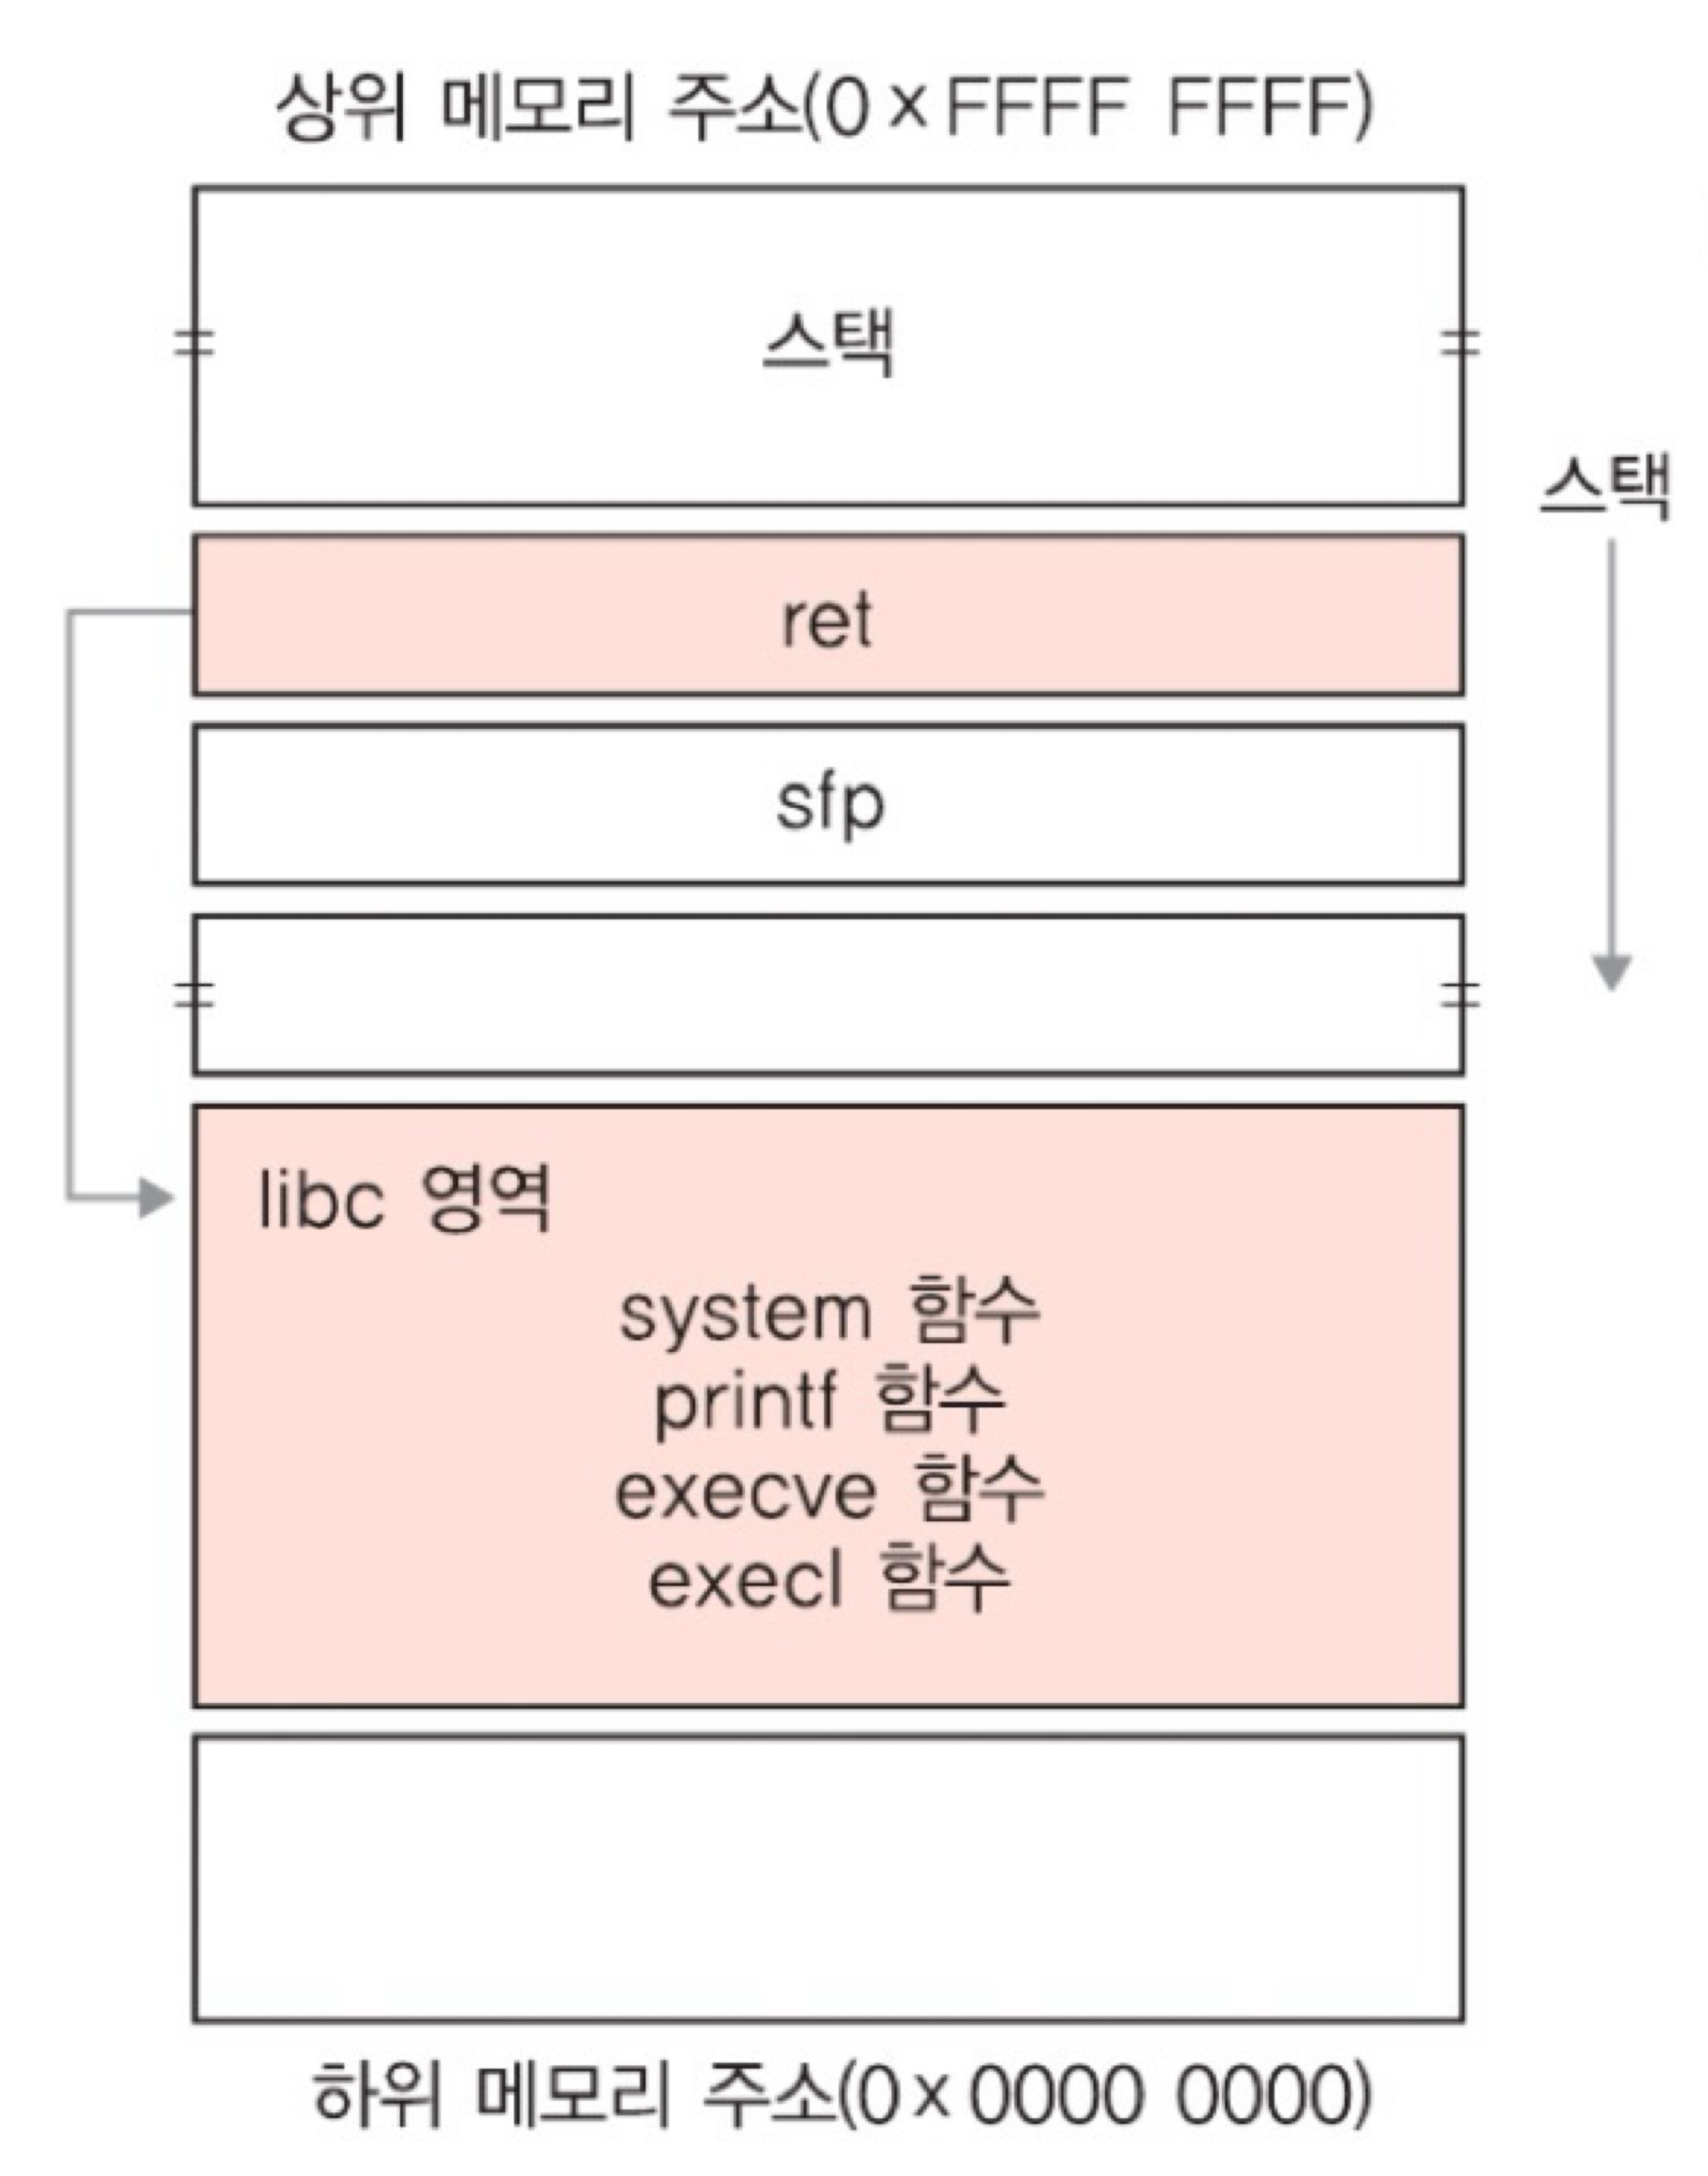 상위 메모리 주소(0×FFFF FFFF)
스택
스택
ret
sfp
libc 영역
system 함수
printf 함수
execve 함수
execl 함수
하위 메모리 주소(0×0000 0000)